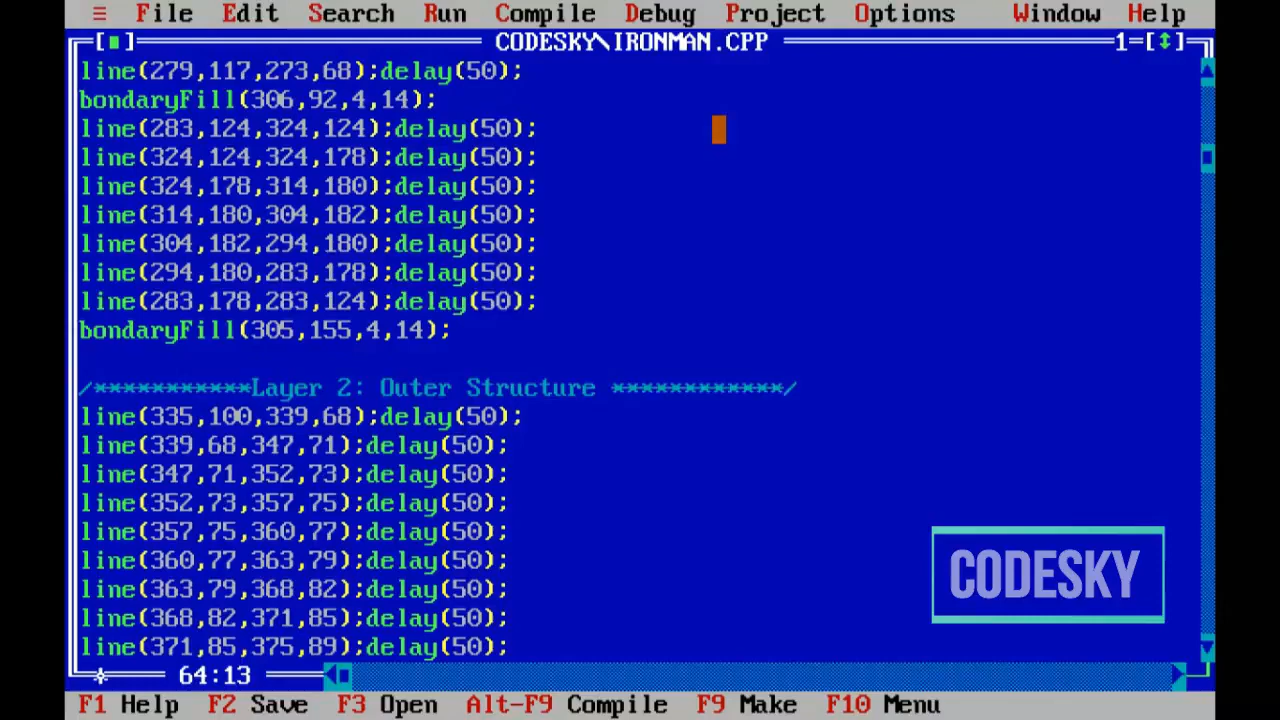 ≡ File Edit Search Run Compile Debug Project Options Window Help
[■] CODESKY\IRONMAN.CPP 1=[↕]
line(279,117,273,68);delay(50);
bondaryFill(306,92,4,14);
line(283,124,324,124);delay(50);
line(324,124,324,178);delay(50);
line(324,178,314,180);delay(50);
line(314,180,304,182);delay(50);
line(304,182,294,180);delay(50);
line(294,180,283,178);delay(50);
line(283,178,283,124);delay(50);
bondaryFill(305,155,4,14);
/***********Layer 2: Outer Structure ************/
line(335,100,339,68);delay(50);
line(339,68,347,71);delay(50);
line(347,71,352,73);delay(50);
line(352,73,357,75);delay(50);
line(357,75,360,77);delay(50);
line(360,77,363,79);delay(50);
line(363,79,368,82);delay(50);
line(368,82,371,85);delay(50);
line(371,85,375,89);delay(50);
CODESKY
64:13
F1 Help F2 Save F3 Open Alt-F9 Compile F9 Make F10 Menu